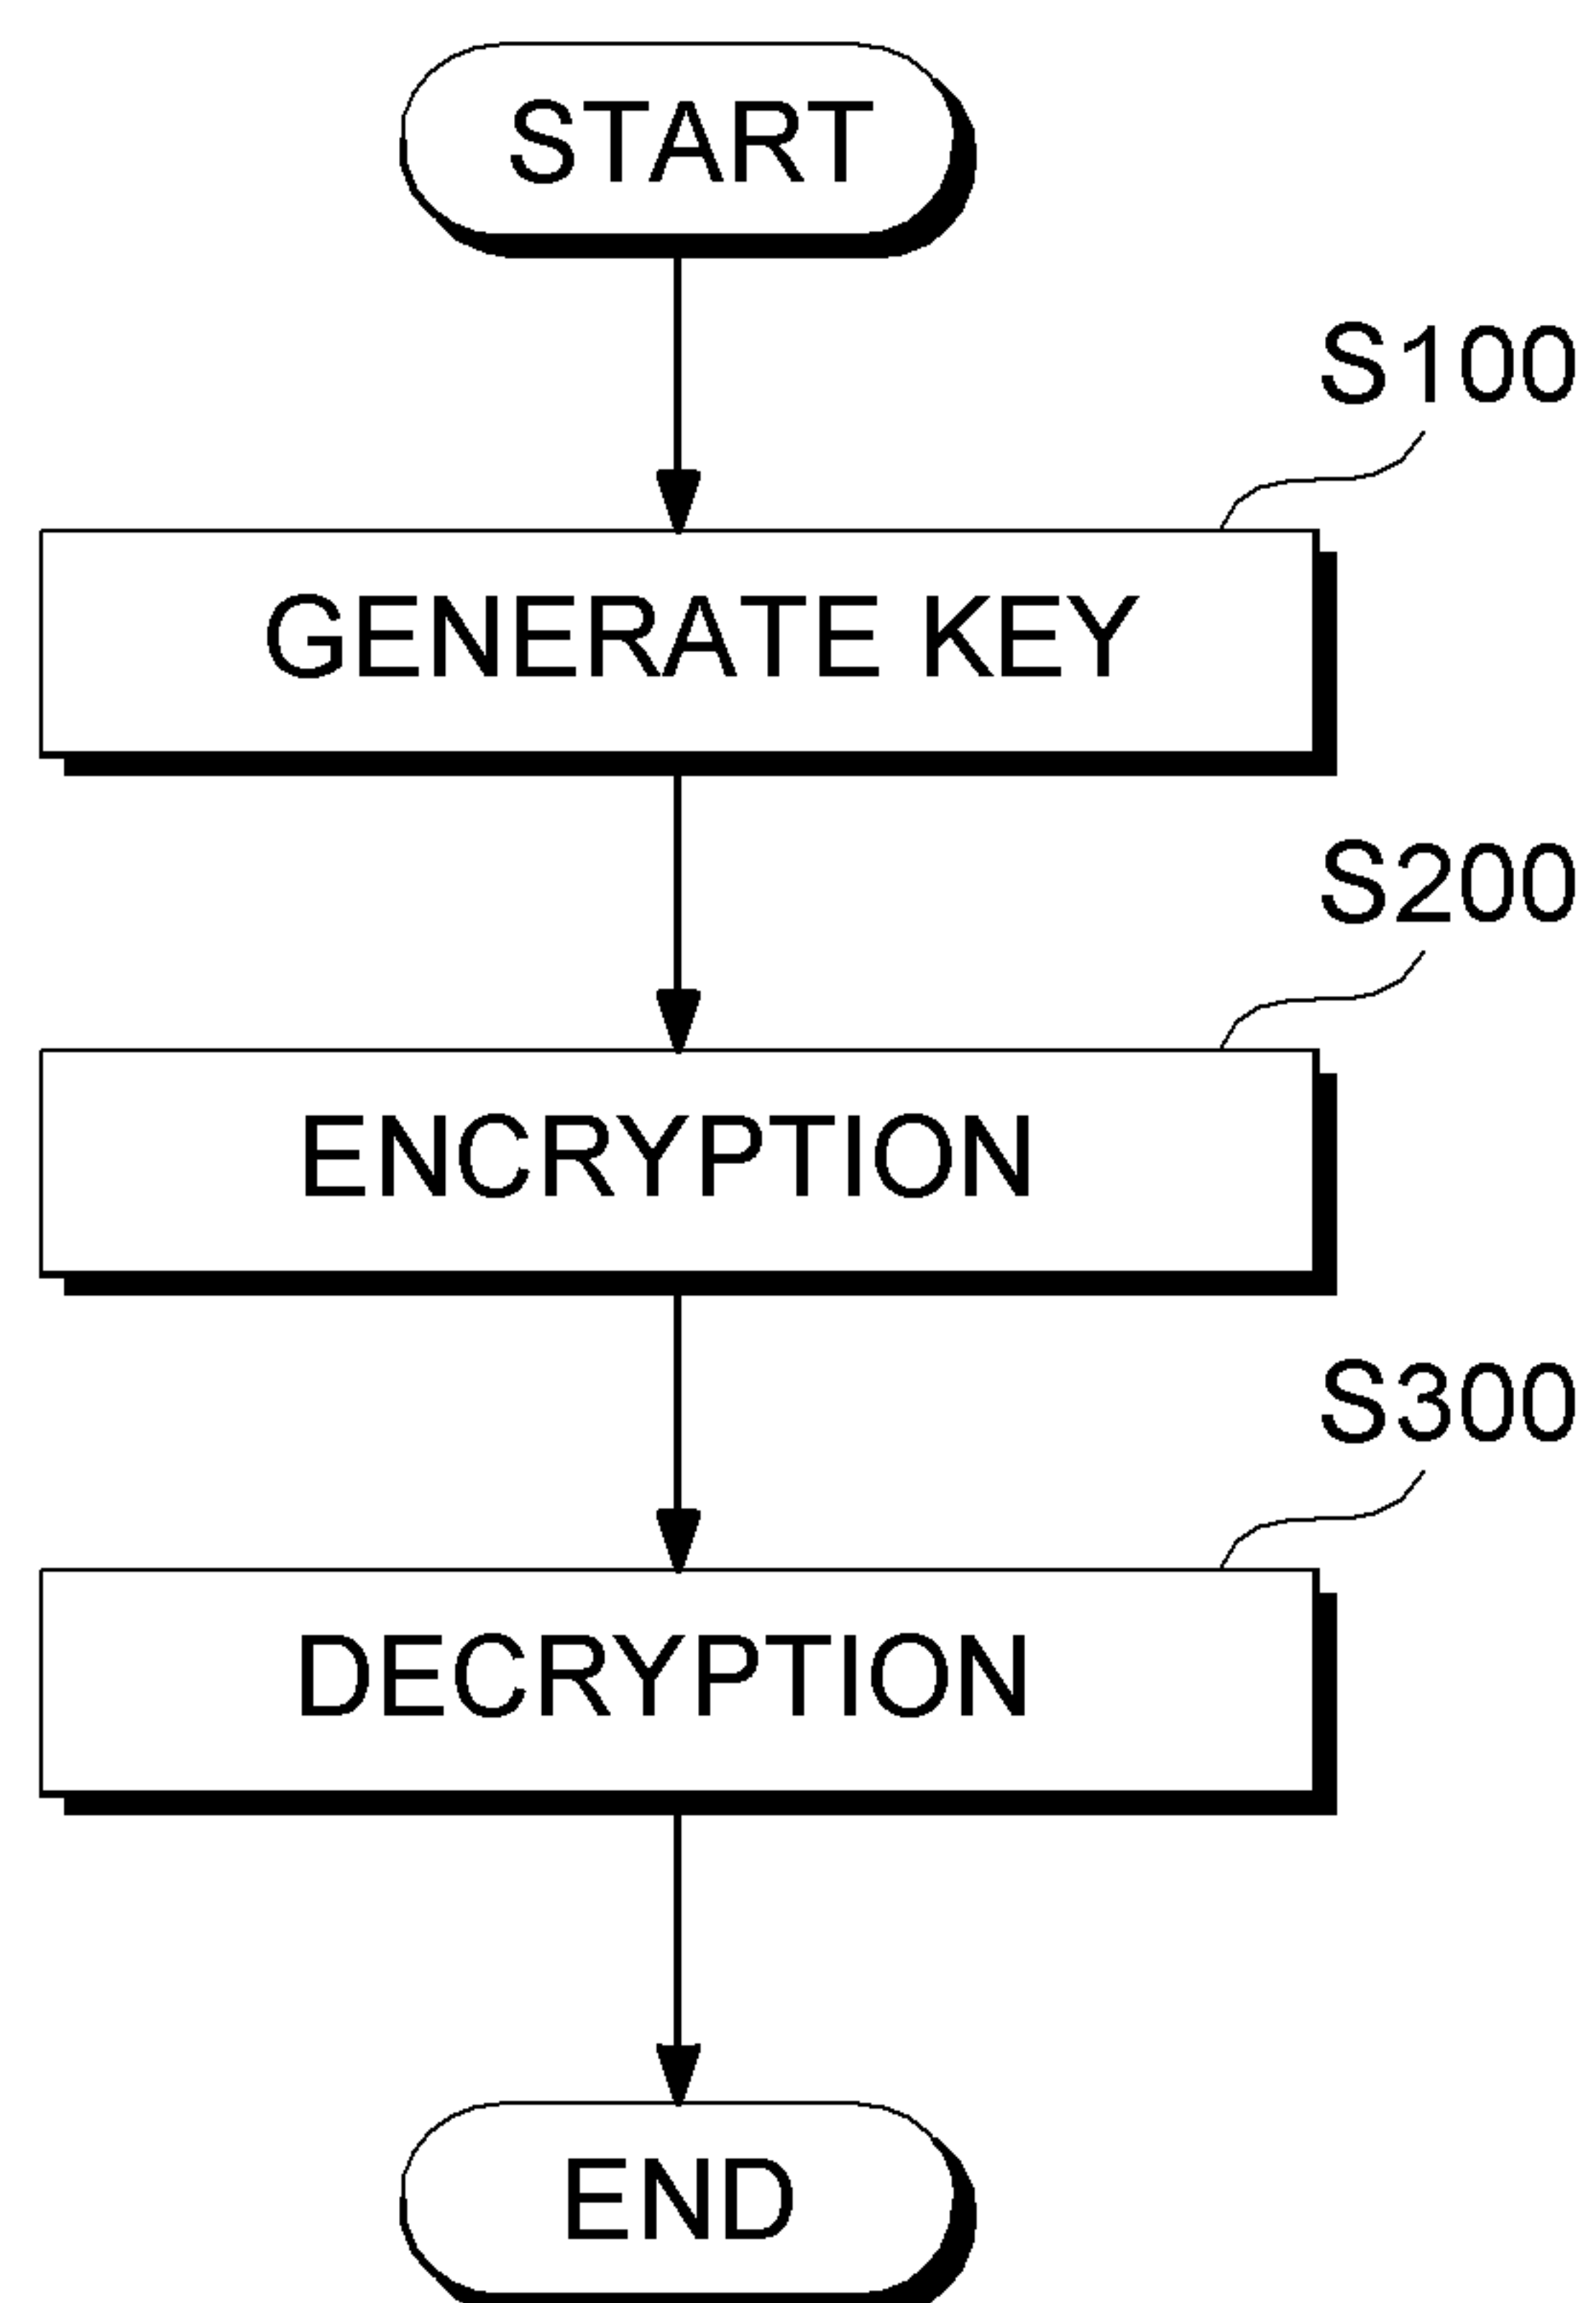 START
S100
GENERATE KEY
S200
ENCRYPTION
S300
DECRYPTION
END